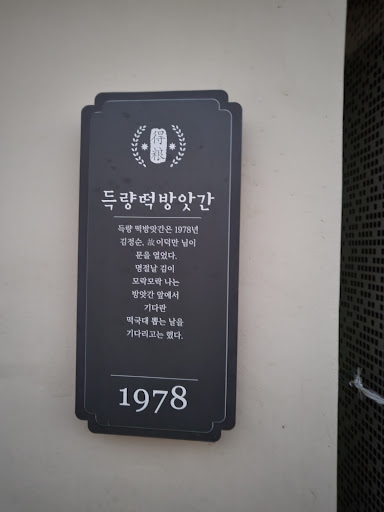 得粮
득량떡방앗간
득량 떡방앗간은 1978년
김정순, 故 이덕만 님이
문을 열었다.
명절날 김이
모락모락 나는
방앗간 앞에서
기다란
떡국대 뽑는 날을
기다리고는 했다.
1978